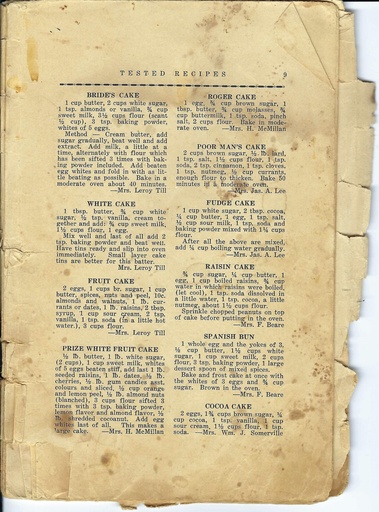 TESTED RECIPES 9
BRIDE'S CAKE
1 cup butter, 2 cups white sugar,
1 tsp. almonds or vanilla, ¾ cup
sweet milk, 3½ cups flour (scant
½ cup), 3 tsp. baking powder,
whites of 5 eggs.
Method — Cream butter, add
sugar gradually, beat well and add
extract. Add milk, a little at a
time, alternately with flour which
has been sifted 3 times with bak-
ing powder included. Add beaten
egg whites and fold in with as lit-
tle beating as possible. Bake in a
moderate oven about 40 minutes.
—Mrs. Leroy Till
WHITE CAKE
1 tbsp. butter, ¾ cup white
sugar, ½ tsp. vanilla, cream to-
gether and add: ¾ cup sweet milk,
1½ cups flour, 1 egg.
Mix well and last of all add 2
tsp. baking powder and beat well.
Have tins ready and slip into oven
immediately. Small layer cake
tins are better for this batter.
Mrs. Leroy Till
FRUIT CAKE
2 eggs, 1 cup br. sugar, 1 cup
butter, spices, nuts and peel, 10c.
almonds and walnuts, 1 lb. cur-
rants or dates, 1 lb. raisins, 2 tbsp.
syrup, 1 cup sour cream, 2 tsp.
vanilla, 1 tsp. soda (in a little hot
water.), 3 cups flour.
—Mrs. Leroy Till
PRIZE WHITE FRUIT CAKE
½ lb. butter, 1 lb. white sugar,
(2 cups), 1 cup sweet milk, whites
of 5 eggs beaten stiff, add last 1 lb.
seeded raisins, 1 lb. dates, ½ lb.
cherries, ½ lb. gum candies asst.
colours and sliced, ½ cup orange
and lemon peel, ½ lb. almond nuts
(blanched), 3 cups flour sifted 3
times with 3 tsp. baking powder,
lemon flavor and almond flavor, ½
lb. shredded cocoanut. Add egg
whites last of all. This makes a
large cake. —Mrs. H. McMillan
ROGER CAKE
1 egg, ¾ cup brown sugar, 1
tbsp. butter, cup molasses, ¾
cup buttermilk, 1 tsp. soda, pinch
salt, 2 cups flour. Bake in mode-
rate oven. —Mrs. H. McMillan
POOR MAN'S CAKE
2 cups brown sugar, ½ lb. lard,
1 tsp. salt, 1½ cups flour, 1 tsp.
soda, 2 tsp. cinnamon, 1 tsp. cloves,
1 tsp. nutmeg, ½ cup currants,
enough flour to thicken. Bake 50
minutes in a moderate oven.
—Mrs. Jas. A. Lee
FUDGE CAKE
1 cup white sugar, 2 tbsp. cocoa,
¼ cup butter, 1 egg, 1 tsp. salt,
½ cup sour milk, 1 tsp. soda and
baking powder mixed with 1¼ cups
flour.
After all the above are mixed,
add ¼ cup boiling water gradually.
—Mrs. Jas. A. Lee
RAISIN CAKE
¾ cup sugar, ¼ cup butter, 1
egg, 1 cup boiled raisins, ¾ cup
water in which raisins were boiled,
(let cool), 1 tsp. soda dissolved in
a little water, 1 tsp. cocoa, a little
nutmeg, about 1½ cups flour.
Sprinkle chopped peanuts on top
of cake before putting in the oven.
—Mrs. F. Beare
SPANISH BUN
1 whole egg and the yokes of 3,
½ cup butter, 1½ cups white
sugar, 1 cup sweet milk, 2 cups
flour, 3 tsp. baking powder, 1 large
dessert spoon of mixed spices.
Bake and frost cake at once with
the whites of 3 eggs and ¾ cup
sugar. Brown in the oven.
—Mrs. F. Beare
COCOA CAKE
2 eggs, 1¾ cups brown sugar, ½
cup cocoa, 1 tsp. vanilla, 1 cup
sour cream, 1½ cups flour, 1 tsp.
soda. —Mrs. Wm. J. Somerville